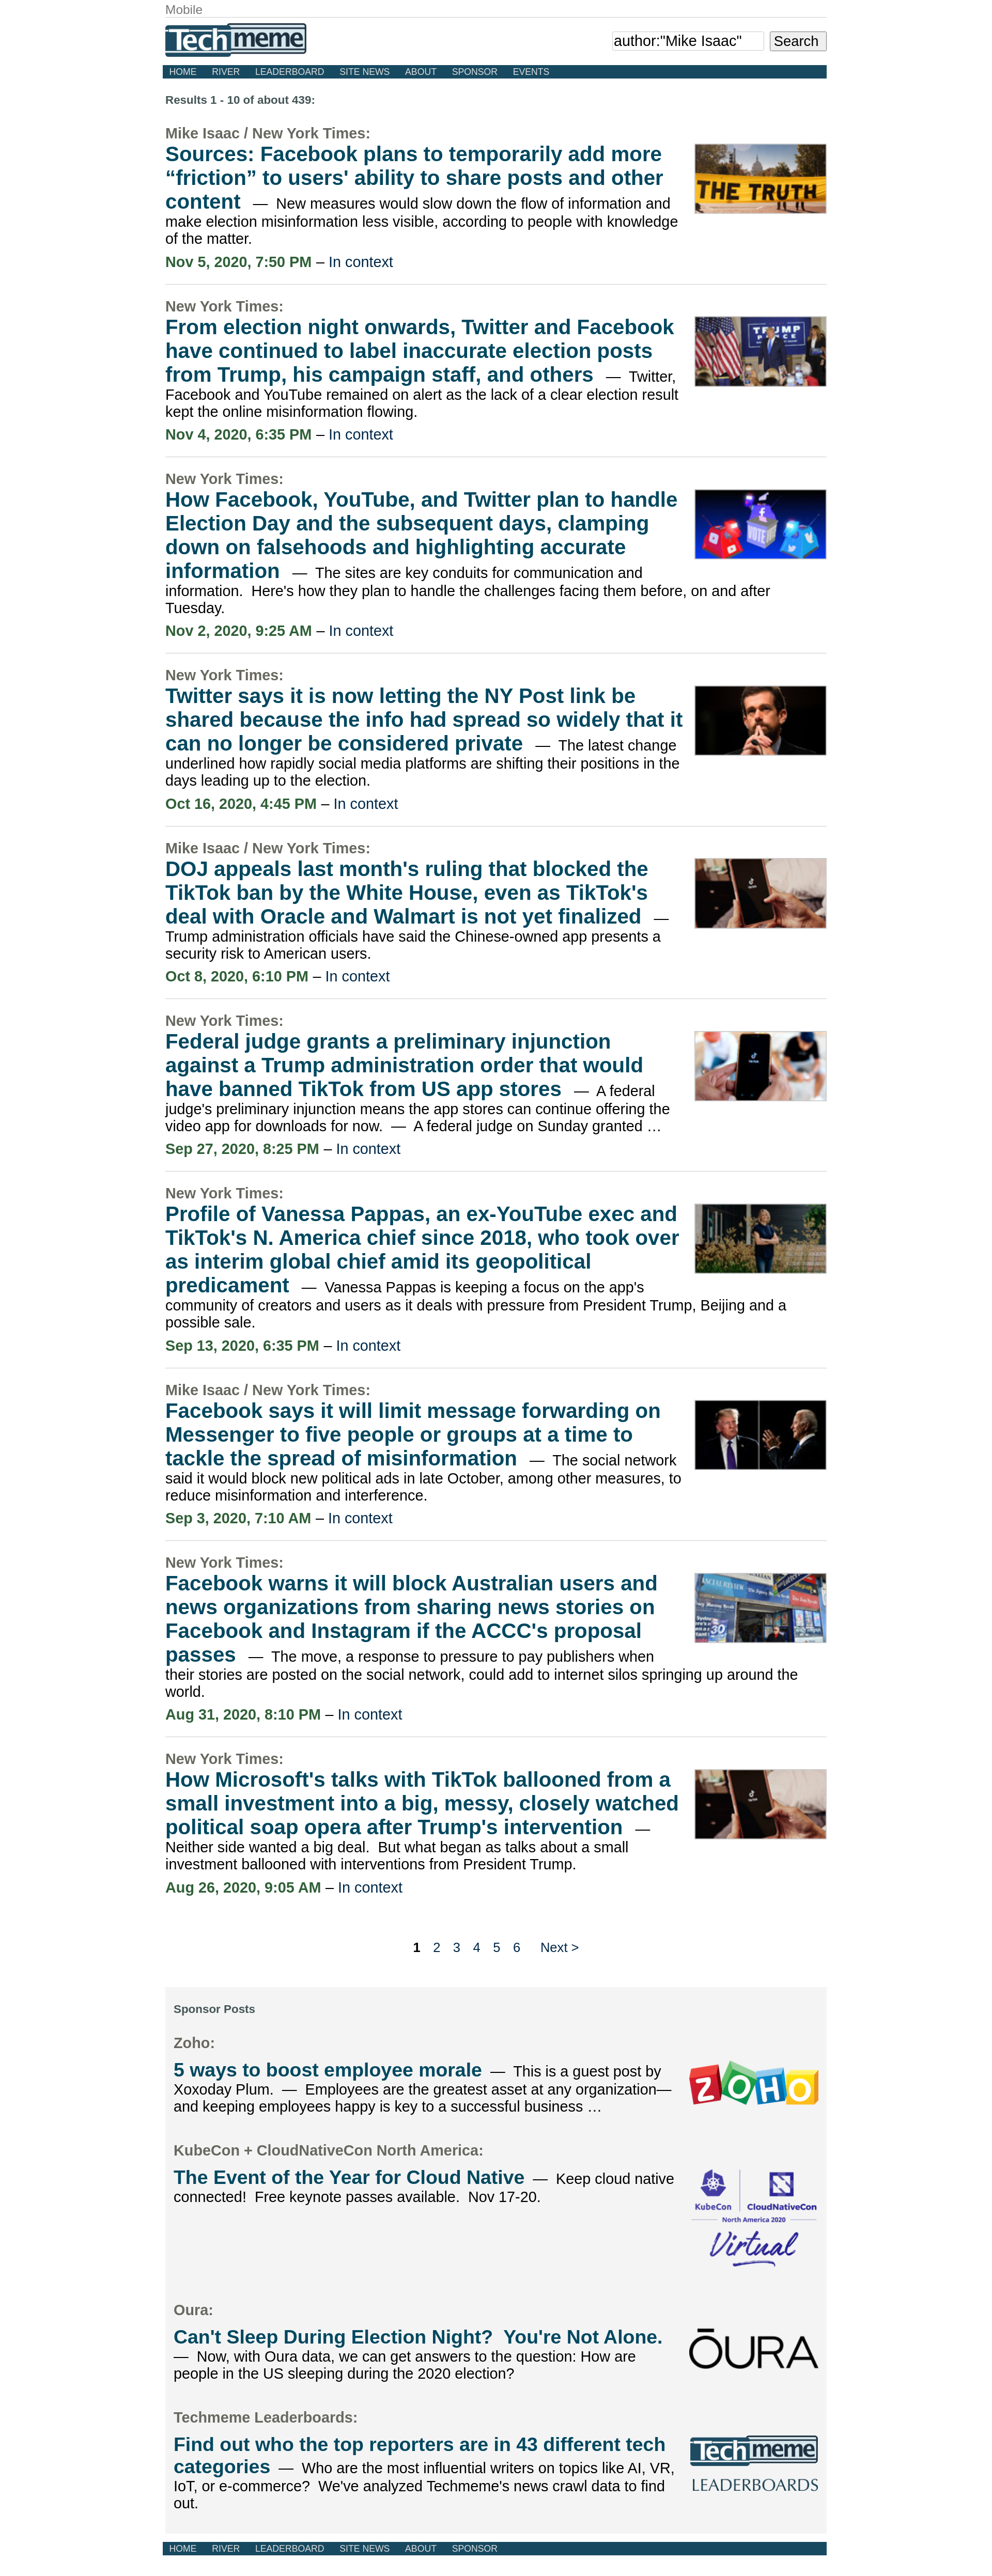 Mobile
Techmeme
author:"Mike Isaac"
Search
HOME RIVER LEADERBOARD SITE NEWS ABOUT SPONSOR EVENTS
Results 1 - 10 of about 439:
Mike Isaac / New York Times:
Sources: Facebook plans to temporarily add more
“friction” to users' ability to share posts and other
content — New measures would slow down the flow of information and
make election misinformation less visible, according to people with knowledge
of the matter.
THE TRUTH
Nov 5, 2020, 7:50 PM – In context
New York Times:
From election night onwards, Twitter and Facebook
have continued to label inaccurate election posts
from Trump, his campaign staff, and others — Twitter,
Facebook and YouTube remained on alert as the lack of a clear election result
kept the online misinformation flowing.
TRUMP
Nov 4, 2020, 6:35 PM – In context
New York Times:
How Facebook, YouTube, and Twitter plan to handle
Election Day and the subsequent days, clamping
down on falsehoods and highlighting accurate
information — The sites are key conduits for communication and
information. Here's how they plan to handle the challenges facing them before, on and after
Tuesday.
VOTE
Nov 2, 2020, 9:25 AM – In context
New York Times:
Twitter says it is now letting the NY Post link be
shared because the info had spread so widely that it
can no longer be considered private — The latest change
underlined how rapidly social media platforms are shifting their positions in the
days leading up to the election.
Oct 16, 2020, 4:45 PM – In context
Mike Isaac / New York Times:
DOJ appeals last month's ruling that blocked the
TikTok ban by the White House, even as TikTok's
deal with Oracle and Walmart is not yet finalized —
Trump administration officials have said the Chinese-owned app presents a
security risk to American users.
Oct 8, 2020, 6:10 PM – In context
New York Times:
Federal judge grants a preliminary injunction
against a Trump administration order that would
have banned TikTok from US app stores — A federal
judge's preliminary injunction means the app stores can continue offering the
video app for downloads for now. — A federal judge on Sunday granted …
Sep 27, 2020, 8:25 PM – In context
New York Times:
Profile of Vanessa Pappas, an ex-YouTube exec and
TikTok's N. America chief since 2018, who took over
as interim global chief amid its geopolitical
predicament — Vanessa Pappas is keeping a focus on the app's
community of creators and users as it deals with pressure from President Trump, Beijing and a
possible sale.
Sep 13, 2020, 6:35 PM – In context
Mike Isaac / New York Times:
Facebook says it will limit message forwarding on
Messenger to five people or groups at a time to
tackle the spread of misinformation — The social network
said it would block new political ads in late October, among other measures, to
reduce misinformation and interference.
Sep 3, 2020, 7:10 AM – In context
New York Times:
Facebook warns it will block Australian users and
news organizations from sharing news stories on
Facebook and Instagram if the ACCC's proposal
passes — The move, a response to pressure to pay publishers when
their stories are posted on the social network, could add to internet silos springing up around the
world.
30
Aug 31, 2020, 8:10 PM – In context
New York Times:
How Microsoft's talks with TikTok ballooned from a
small investment into a big, messy, closely watched
political soap opera after Trump's intervention —
Neither side wanted a big deal. But what began as talks about a small
investment ballooned with interventions from President Trump.
Aug 26, 2020, 9:05 AM – In context
1 2 3 4 5 6 Next >
Sponsor Posts
Zoho:
5 ways to boost employee morale — This is a guest post by
Xoxoday Plum. — Employees are the greatest asset at any organization—
and keeping employees happy is key to a successful business …
ZOHO
KubeCon + CloudNativeCon North America:
The Event of the Year for Cloud Native — Keep cloud native
connected! Free keynote passes available. Nov 17-20.
KubeCon CloudNativeCon
North America 2020
Virtual
Oura:
Can't Sleep During Election Night? You're Not Alone.
— Now, with Oura data, we can get answers to the question: How are
people in the US sleeping during the 2020 election?
ŌURA
Techmeme Leaderboards:
Find out who the top reporters are in 43 different tech
categories — Who are the most influential writers on topics like AI, VR,
IoT, or e-commerce? We've analyzed Techmeme's news crawl data to find
out.
Techmeme
LEADERBOARDS
HOME RIVER LEADERBOARD SITE NEWS ABOUT SPONSOR